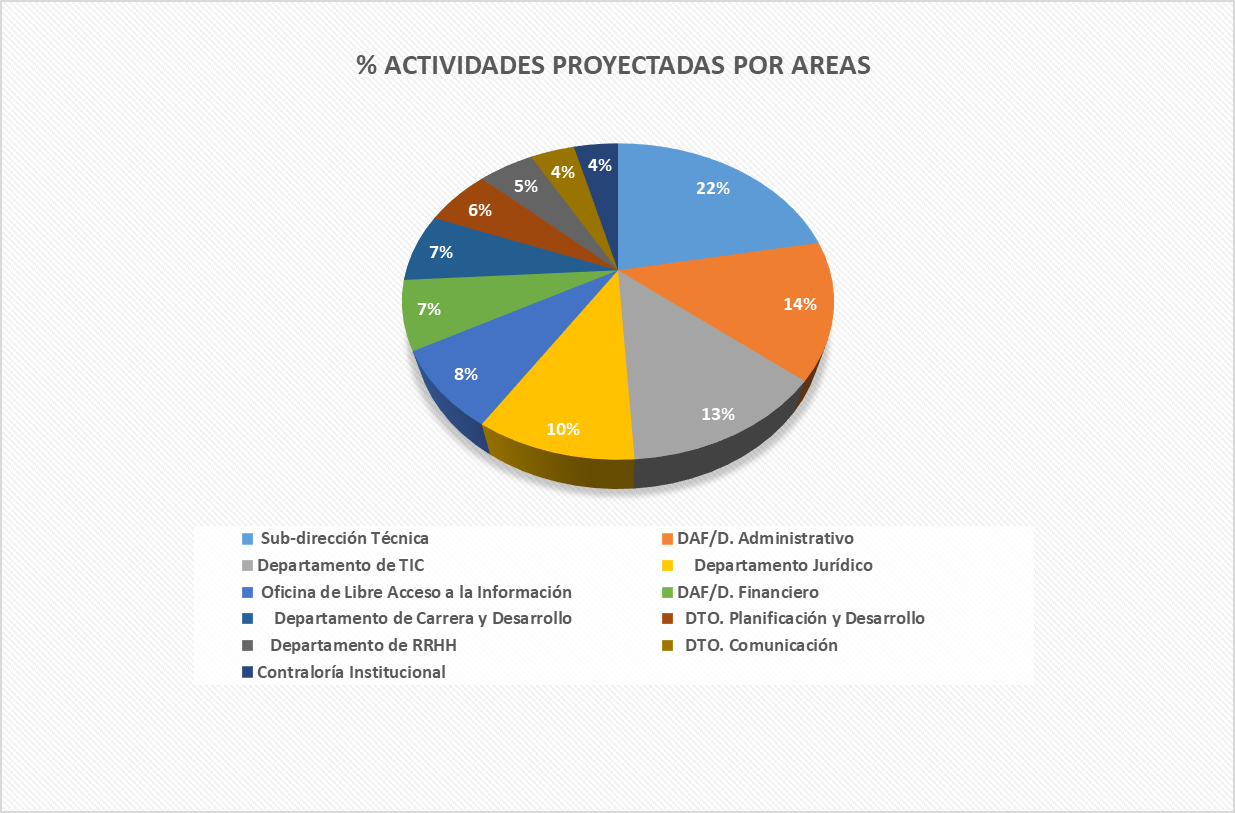 % ACTIVIDADES PROYECTADAS POR AREAS
22%
14%
13%
10%
8%
7%
7%
6%
5%
4%
4%
Sub-dirección Técnica
DAF/D. Administrativo
Departamento de TIC
Departamento Jurídico
Oficina de Libre Acceso a la Información
DAF/D. Financiero
Departamento de Carrera y Desarrollo
DTO. Planificación y Desarrollo
Departamento de RRHH
DTO. Comunicación
Contraloría Institucional